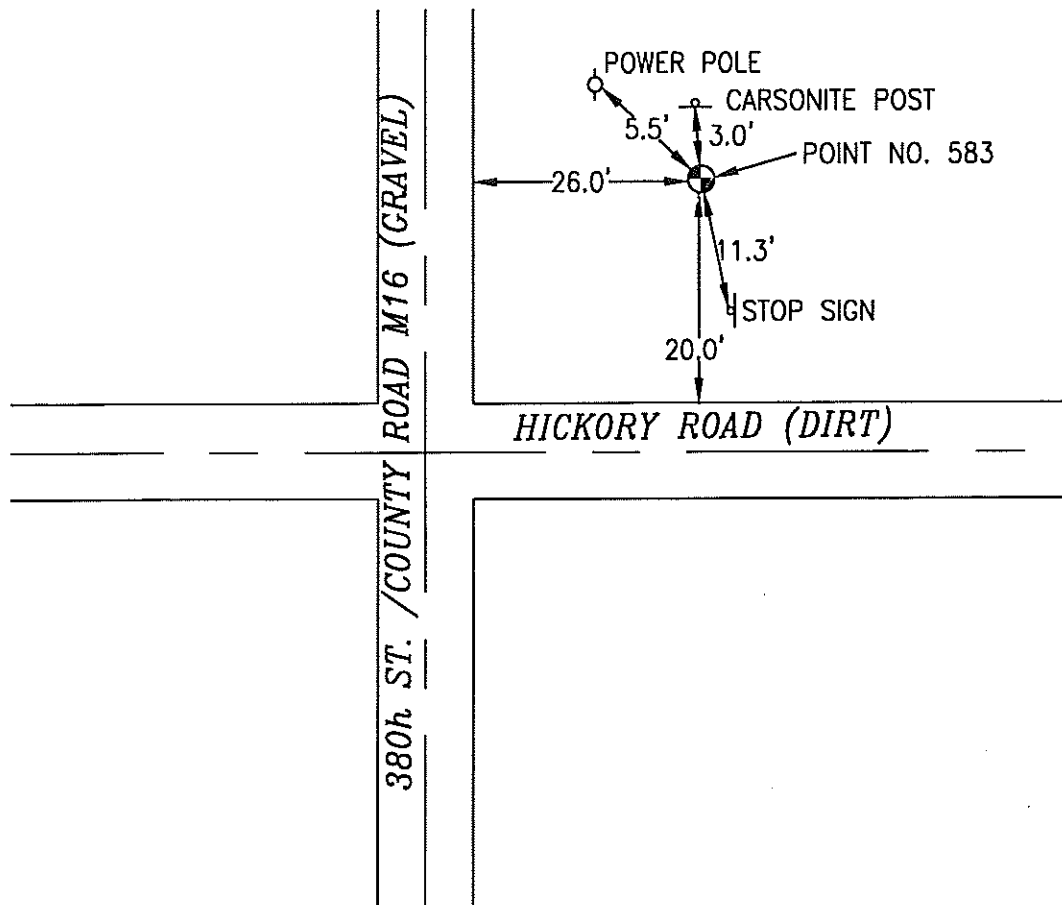 POWER POLE
CARSONITE POST
5.5'
3.0'
POINT NO. 583
26.0'
11.3'
STOP SIGN
20.0'
HICKORY ROAD (DIRT)
380h ST. /COUNTY ROAD M16 (GRAVEL)